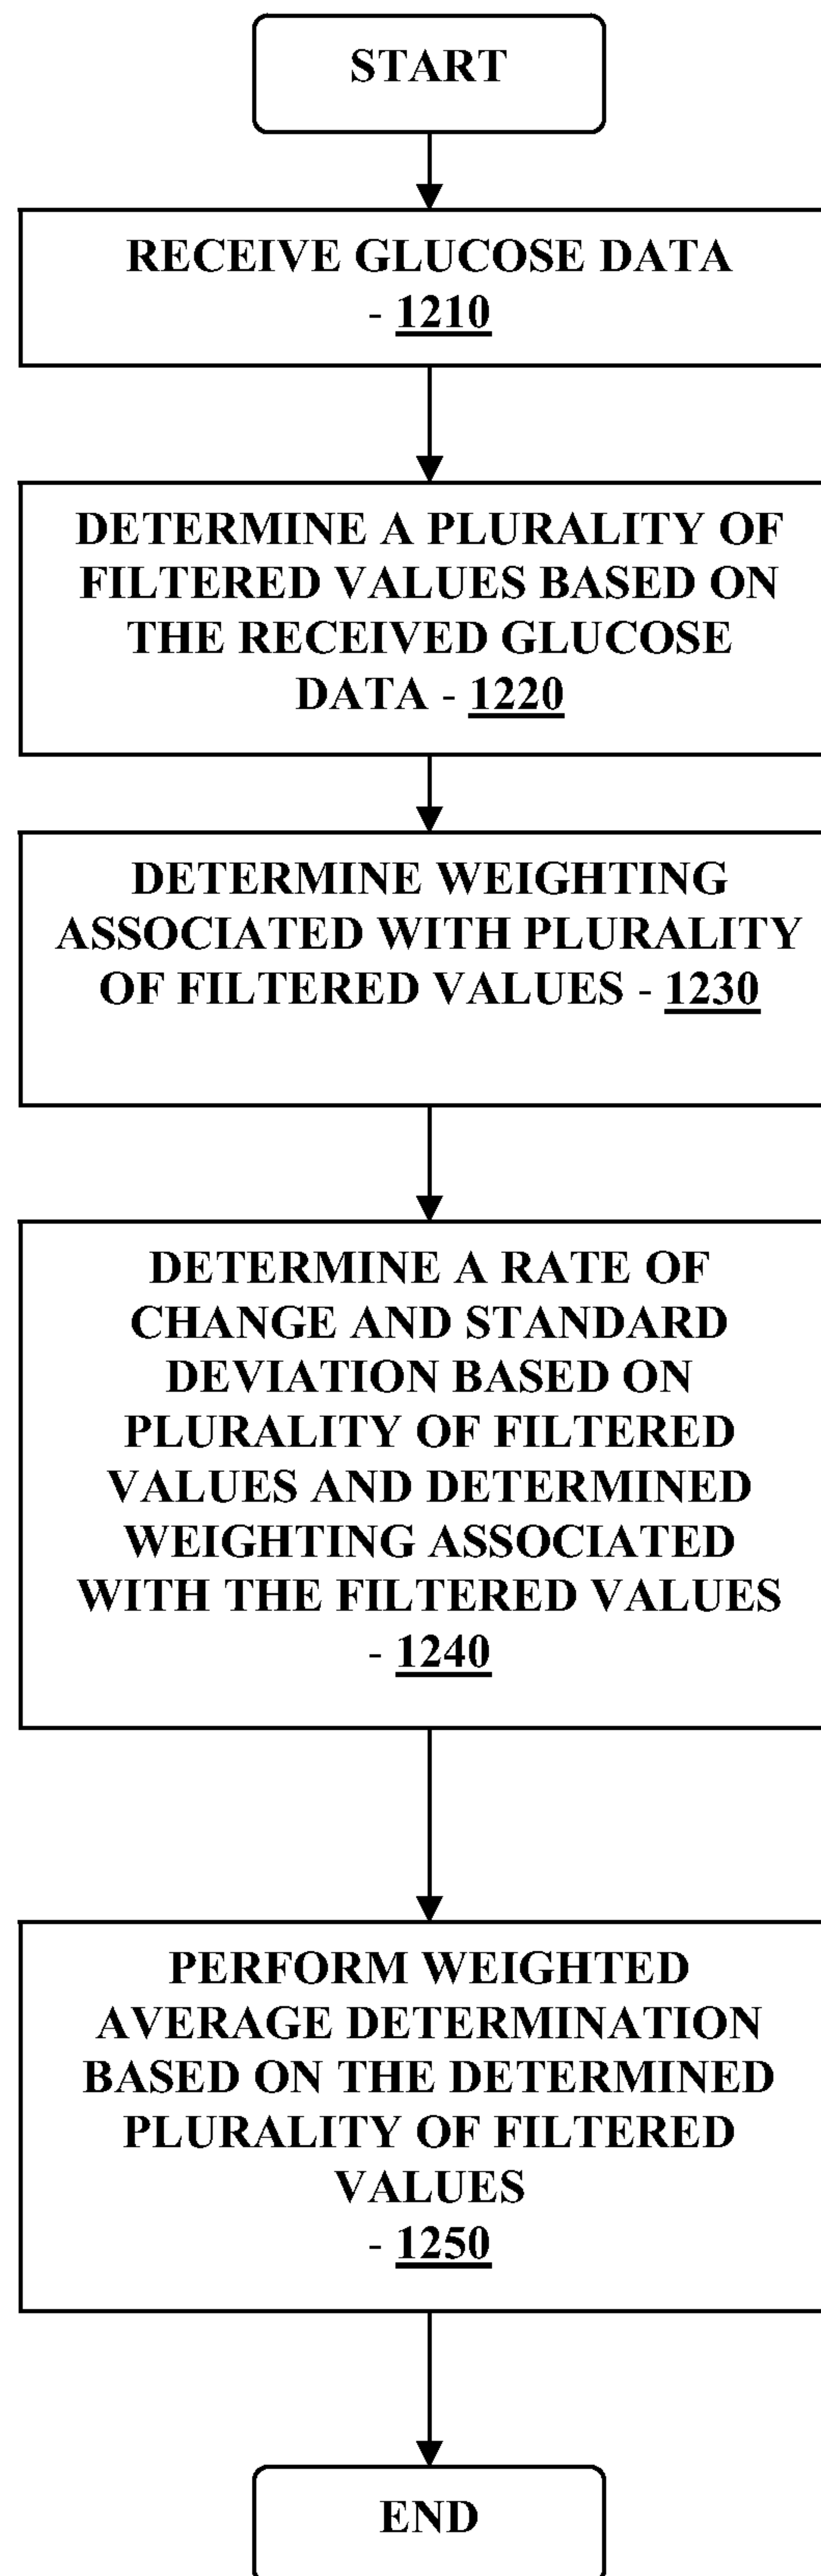 START
RECEIVE GLUCOSE DATA
- 1210
DETERMINE A PLURALITY OF
FILTERED VALUES BASED ON
THE RECEIVED GLUCOSE
DATA - 1220
DETERMINE WEIGHTING
ASSOCIATED WITH PLURALITY
OF FILTERED VALUES - 1230
DETERMINE A RATE OF
CHANGE AND STANDARD
DEVIATION BASED ON
PLURALITY OF FILTERED
VALUES AND DETERMINED
WEIGHTING ASSOCIATED
WITH THE FILTERED VALUES
- 1240
PERFORM WEIGHTED
AVERAGE DETERMINATION
BASED ON THE DETERMINED
PLURALITY OF FILTERED
VALUES
- 1250
END